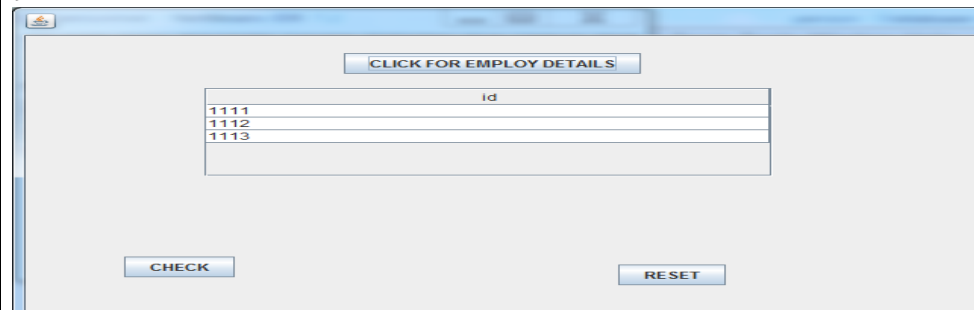 CLICK FOR EMPLOY DETAILS
id
1111
1112
1113
CHECK
RESET